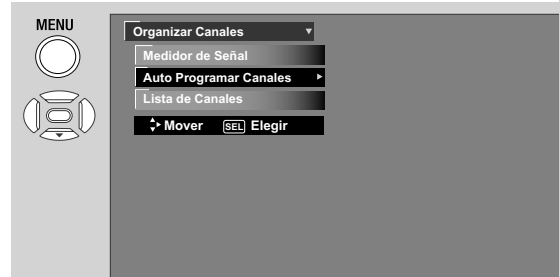 MENU
Organizar Canales
Medidor de Señal
Auto Programar Canales
Lista de Canales
Mover SEL Elegir